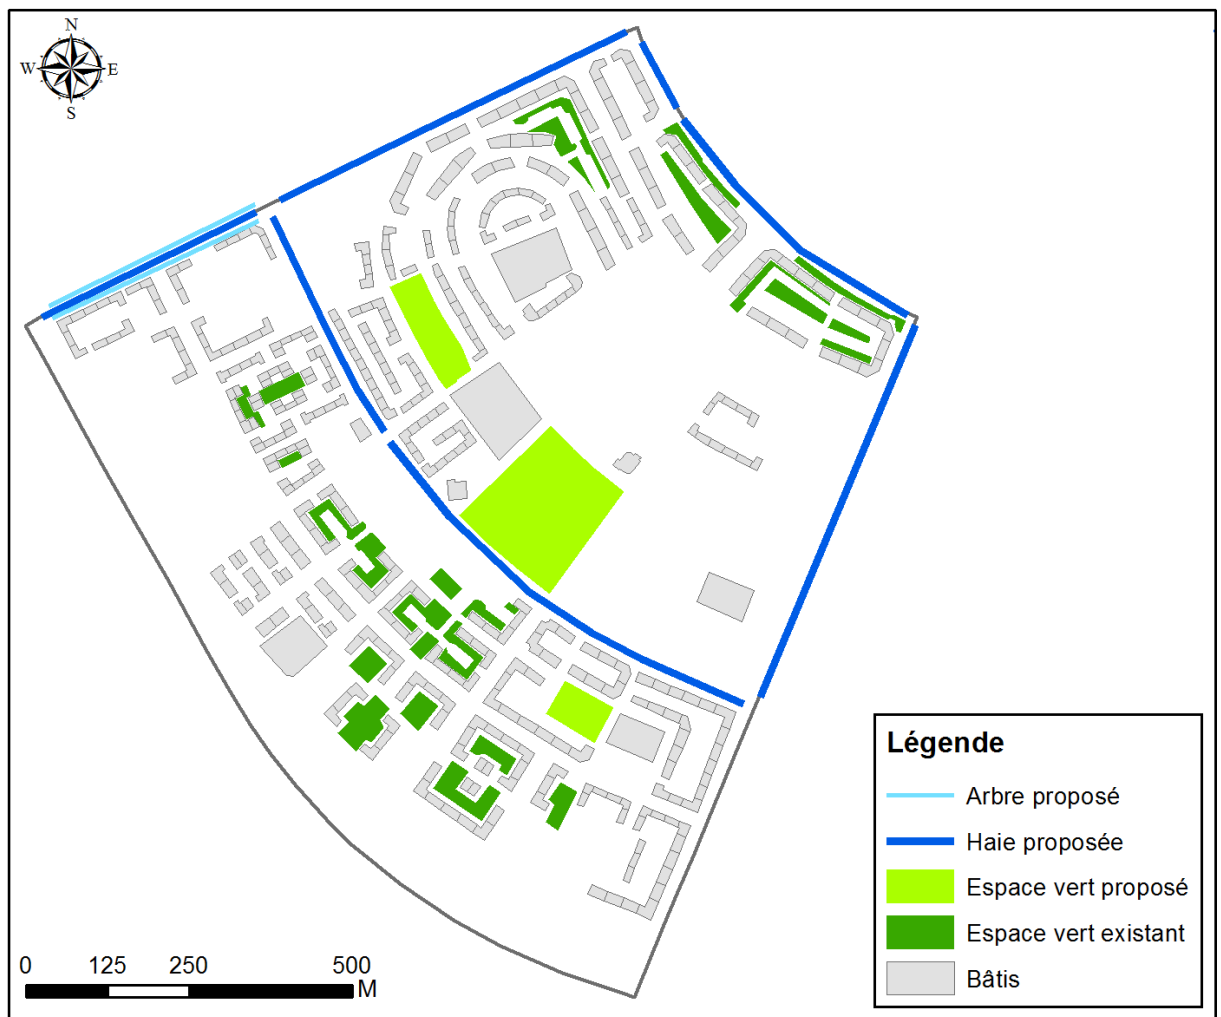 N
W E
S
Légende
Arbre proposé
Haie proposée
Espace vert proposé
Espace vert existant
Bâtis
0 125 250 500
M